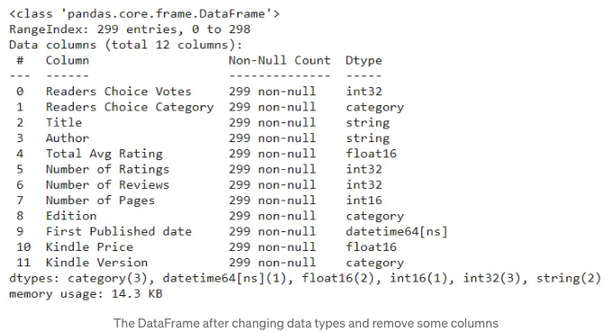 <class 'pandas.core.frame.DataFrame'>
RangeIndex: 299 entries, 0 to 298
Data columns (total 12 columns):
 #   Column                   Non-Null Count  Dtype
---  ------                   --------------  -----
 0   Readers Choice Votes     299 non-null    int32
 1   Readers Choice Category  299 non-null    category
 2   Title                    299 non-null    string
 3   Author                   299 non-null    string
 4   Total Avg Rating         299 non-null    float16
 5   Number of Ratings        299 non-null    int32
 6   Number of Reviews        299 non-null    int32
 7   Number of Pages          299 non-null    int16
 8   Edition                  299 non-null    category
 9   First Published date     299 non-null    datetime64[ns]
 10  Kindle Price             299 non-null    float16
 11  Kindle Version           299 non-null    category
dtypes: category(3), datetime64[ns](1), float16(2), int16(1), int32(3), string(2)
memory usage: 14.3 KB
The DataFrame after changing data types and remove some columns